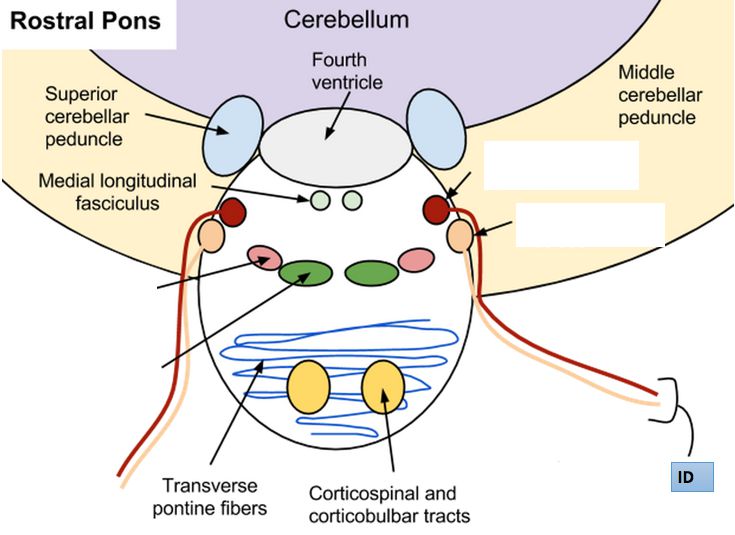 Rostral Pons
Cerebellum
Fourth
ventricle
Superior
cerebellar
peduncle
Middle
cerebellar
peduncle
Medial longitudinal
fasciculus
Transverse
pontine fibers
Corticospinal and
corticobulbar tracts
ID